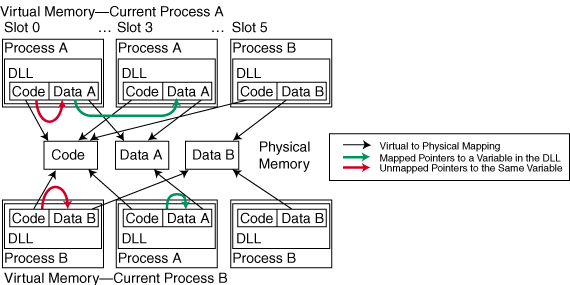 Virtual Memory—Current Process A
Slot 0 ... Slot 3 ... Slot 5
Process A Process A Process B
DLL DLL DLL
Code Data A Code Data A Code Data B
Code Data A Data B Physical Memory
Virtual to Physical Mapping
Mapped Pointers to a Variable in the DLL
Unmapped Pointers to the Same Variable
Code Data B Code Data A Code Data B
DLL DLL DLL
Process B Process A Process B
Virtual Memory—Current Process B